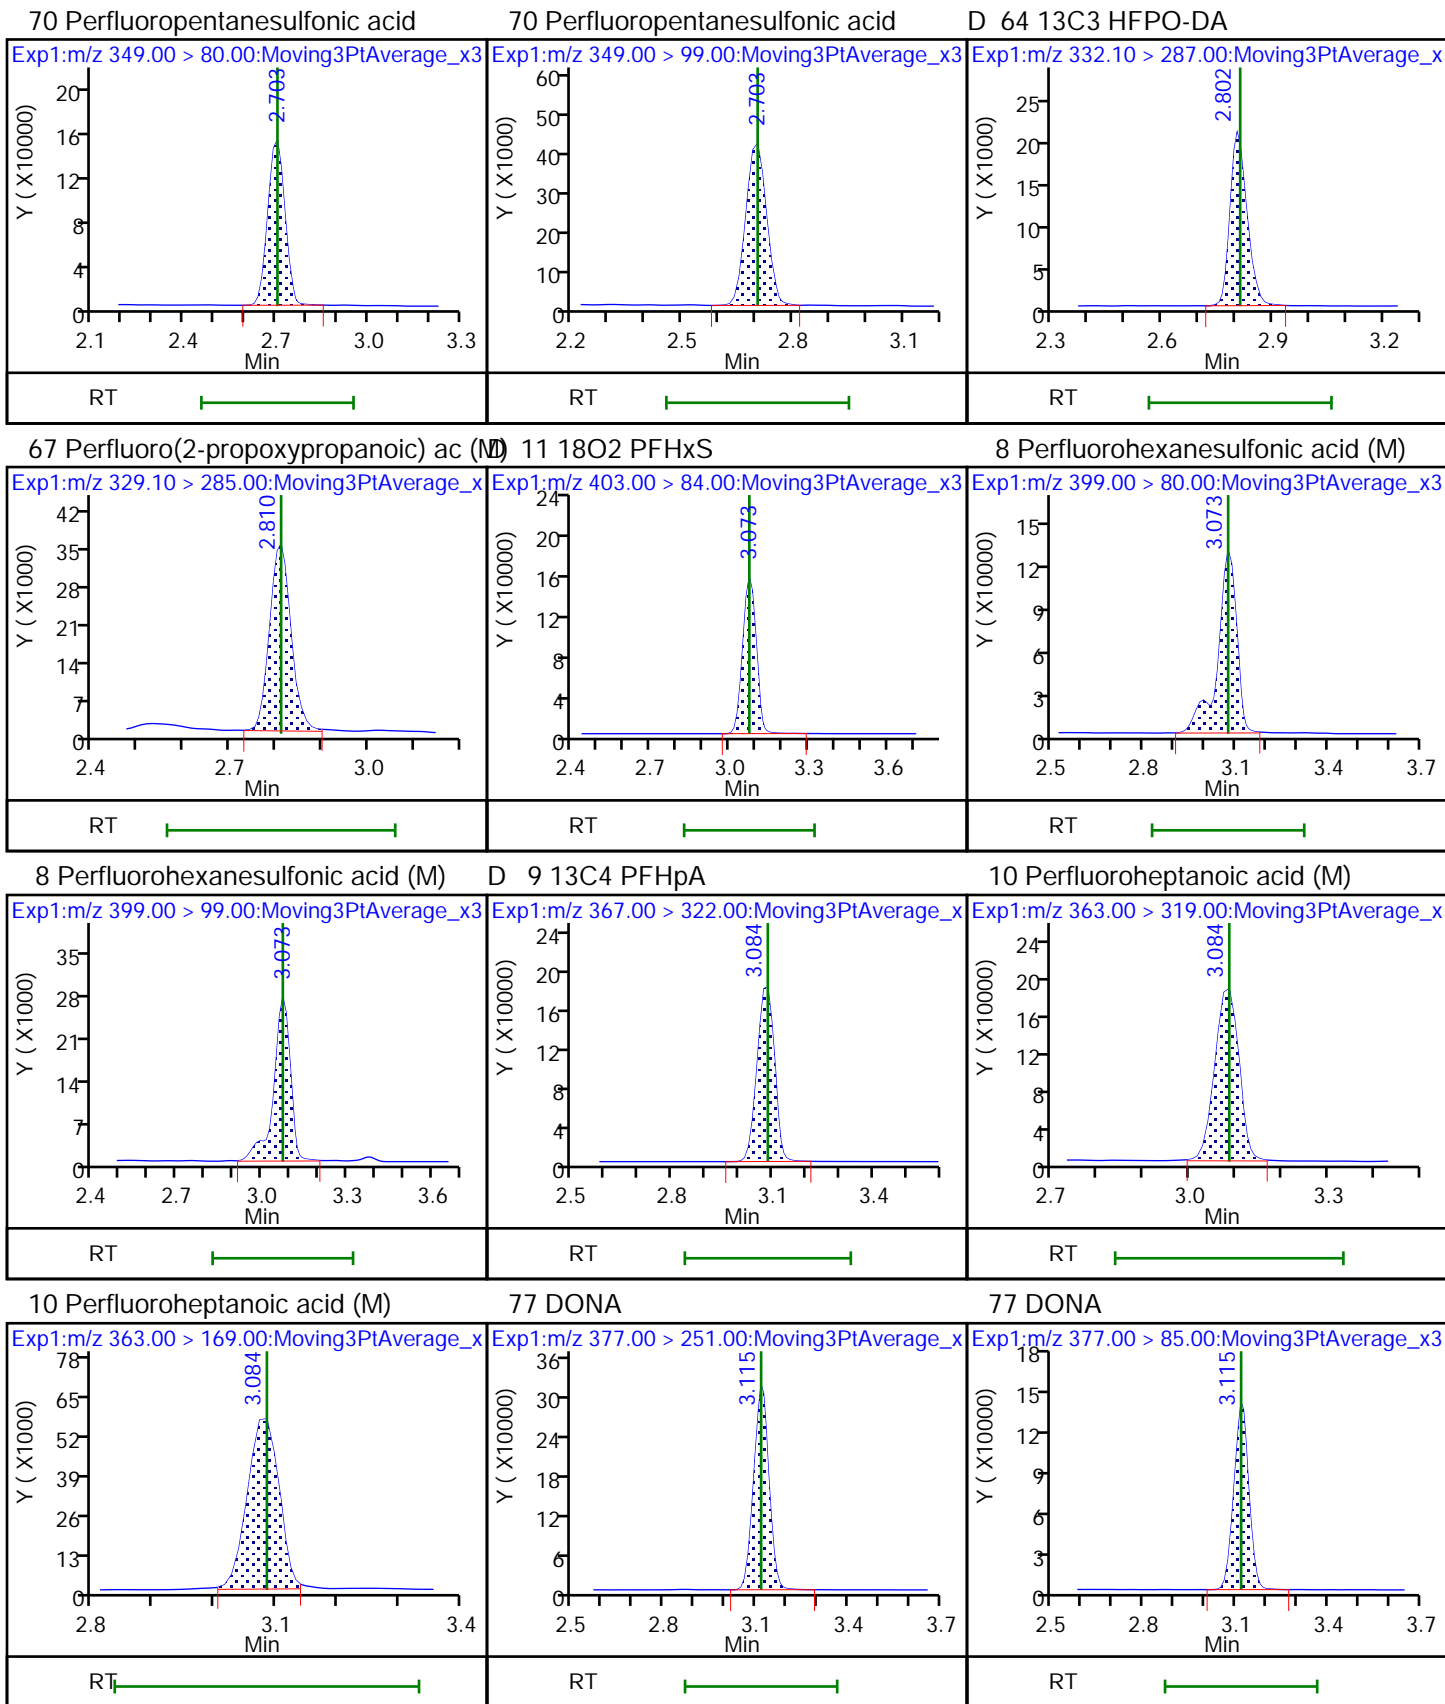 70 Perfluoropentanesulfonic acid
Exp1:m/z 349.00 > 80.00:Moving3PtAverage_x3
2.703
Y ( X10000)
20
16
12
8
4
0
2.1 2.4 2.7 3.0 3.3
Min
RT
70 Perfluoropentanesulfonic acid
Exp1:m/z 349.00 > 99.00:Moving3PtAverage_x3
2.703
Y ( X1000)
60
50
40
30
20
10
0
2.2 2.5 2.8 3.1
Min
RT
D 64 13C3 HFPO-DA
Exp1:m/z 332.10 > 287.00:Moving3PtAverage_x
2.802
Y ( X1000)
25
20
15
10
5
0
2.3 2.6 2.9 3.2
Min
RT
67 Perfluoro(2-propoxypropanoic) ac (M)
Exp1:m/z 329.10 > 285.00:Moving3PtAverage_x
2.810
Y ( X1000)
42
35
28
21
14
7
0
2.4 2.7 3.0
Min
RT
D 11 18O2 PFHxS
Exp1:m/z 403.00 > 84.00:Moving3PtAverage_x3
3.073
Y ( X10000)
24
20
16
12
8
4
0
2.4 2.7 3.0 3.3 3.6
Min
RT
8 Perfluorohexanesulfonic acid (M)
Exp1:m/z 399.00 > 80.00:Moving3PtAverage_x3
3.073
Y ( X10000)
15
12
9
6
3
0
2.5 2.8 3.1 3.4 3.7
Min
RT
8 Perfluorohexanesulfonic acid (M)
Exp1:m/z 399.00 > 99.00:Moving3PtAverage_x3
3.073
Y ( X1000)
35
28
21
14
7
0
2.4 2.7 3.0 3.3 3.6
Min
RT
D 9 13C4 PFHpA
Exp1:m/z 367.00 > 322.00:Moving3PtAverage_x
3.084
Y ( X10000)
24
20
16
12
8
4
0
2.5 2.8 3.1 3.4
Min
RT
10 Perfluoroheptanoic acid (M)
Exp1:m/z 363.00 > 319.00:Moving3PtAverage_x
3.084
Y ( X10000)
24
20
16
12
8
4
0
2.7 3.0 3.3
Min
RT
10 Perfluoroheptanoic acid (M)
Exp1:m/z 363.00 > 169.00:Moving3PtAverage_x
3.084
Y ( X1000)
78
65
52
39
26
13
0
2.8 3.1 3.4
Min
RT
77 DONA
Exp1:m/z 377.00 > 251.00:Moving3PtAverage_x
3.115
Y ( X10000)
36
30
24
18
12
6
0
2.5 2.8 3.1 3.4 3.7
Min
RT
77 DONA
Exp1:m/z 377.00 > 85.00:Moving3PtAverage_x3
3.115
Y ( X10000)
18
15
12
9
6
3
0
2.5 2.8 3.1 3.4 3.7
Min
RT